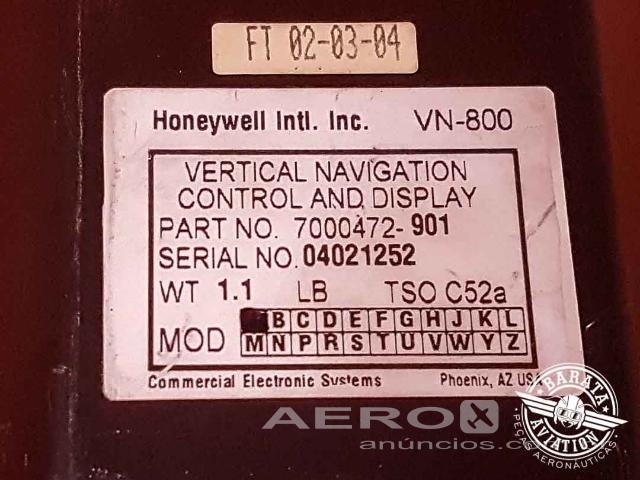 FT 02-03-04
Honeywell Intl. Inc. VN-800
VERTICAL NAVIGATION
CONTROL AND DISPLAY
PART NO. 7000472-901
SERIAL NO. 04021252
WT 1.1 LB TSO C52a
MOD B C D E F G H J K L
M N P R S T U V W Y Z
Commercial Electronic Systems Phoenix, AZ USA
AERO X
anúncios.c
BARATA
AVIATION
PEÇAS AERONÁUTICAS